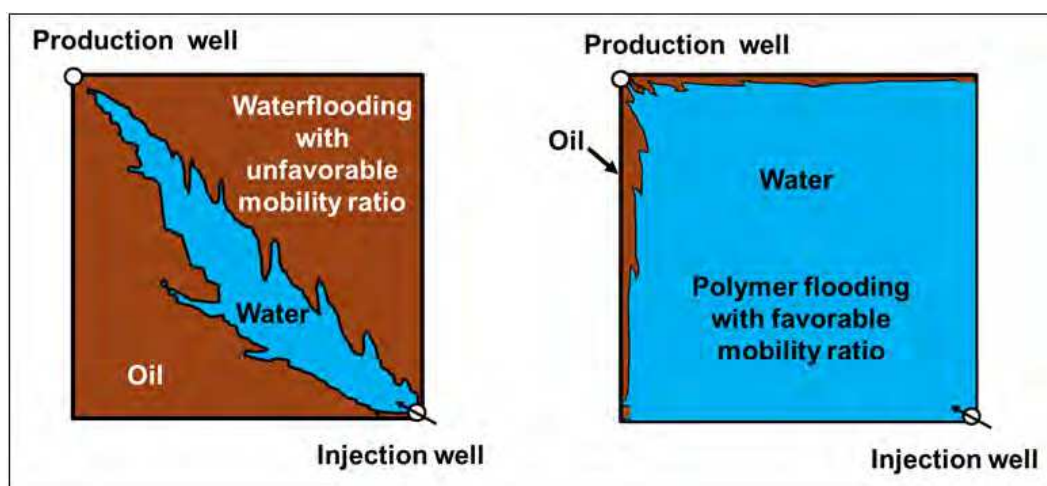 Production well
Waterflooding
with
unfavorable
mobility ratio
Water
Oil
Injection well
Production well
Oil
Water
Polymer flooding
with favorable
mobility ratio
Injection well